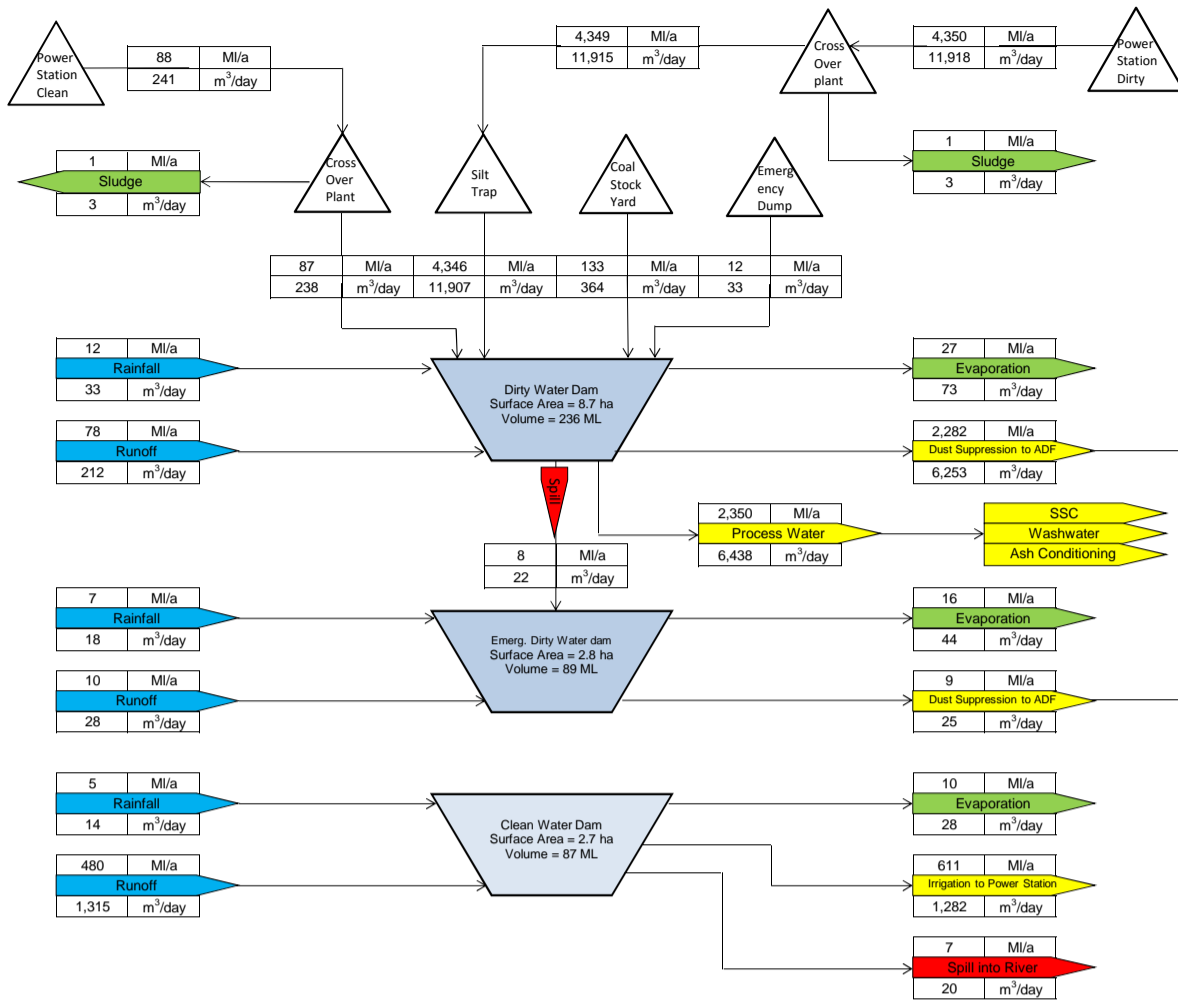 Power
Station
Clean
88 Ml/a
241 m³/day
4,349 Ml/a
11,915 m³/day
Cross
Over
plant
4,350 Ml/a
11,918 m³/day
Power
Station
Dirty
1 Ml/a
Sludge
3 m³/day
Cross
Over
Plant
Silt
Trap
Coal
Stock
Yard
Emerg
ency
Dump
1 Ml/a
Sludge
3 m³/day
87 Ml/a 4,346 Ml/a 133 Ml/a 12 Ml/a
238 m³/day 11,907 m³/day 364 m³/day 33 m³/day
12 Ml/a
Rainfall
33 m³/day
78 Ml/a
Runoff
212 m³/day
Dirty Water Dam
Surface Area = 8.7 ha
Volume = 236 ML
27 Ml/a
Evaporation
73 m³/day
2,282 Ml/a
Dust Suppression to ADF
6,253 m³/day
Spill
2,350 Ml/a
Process Water
6,438 m³/day
SSC
Washwater
Ash Conditioning
8 Ml/a
22 m³/day
7 Ml/a
Rainfall
18 m³/day
10 Ml/a
Runoff
28 m³/day
Emerg. Dirty Water dam
Surface Area = 2.8 ha
Volume = 89 ML
16 Ml/a
Evaporation
44 m³/day
9 Ml/a
Dust Suppression to ADF
25 m³/day
5 Ml/a
Rainfall
14 m³/day
480 Ml/a
Runoff
1,315 m³/day
Clean Water Dam
Surface Area = 2.7 ha
Volume = 87 ML
10 Ml/a
Evaporation
28 m³/day
611 Ml/a
Irrigation to Power Station
1,282 m³/day
7 Ml/a
Spill into River
20 m³/day